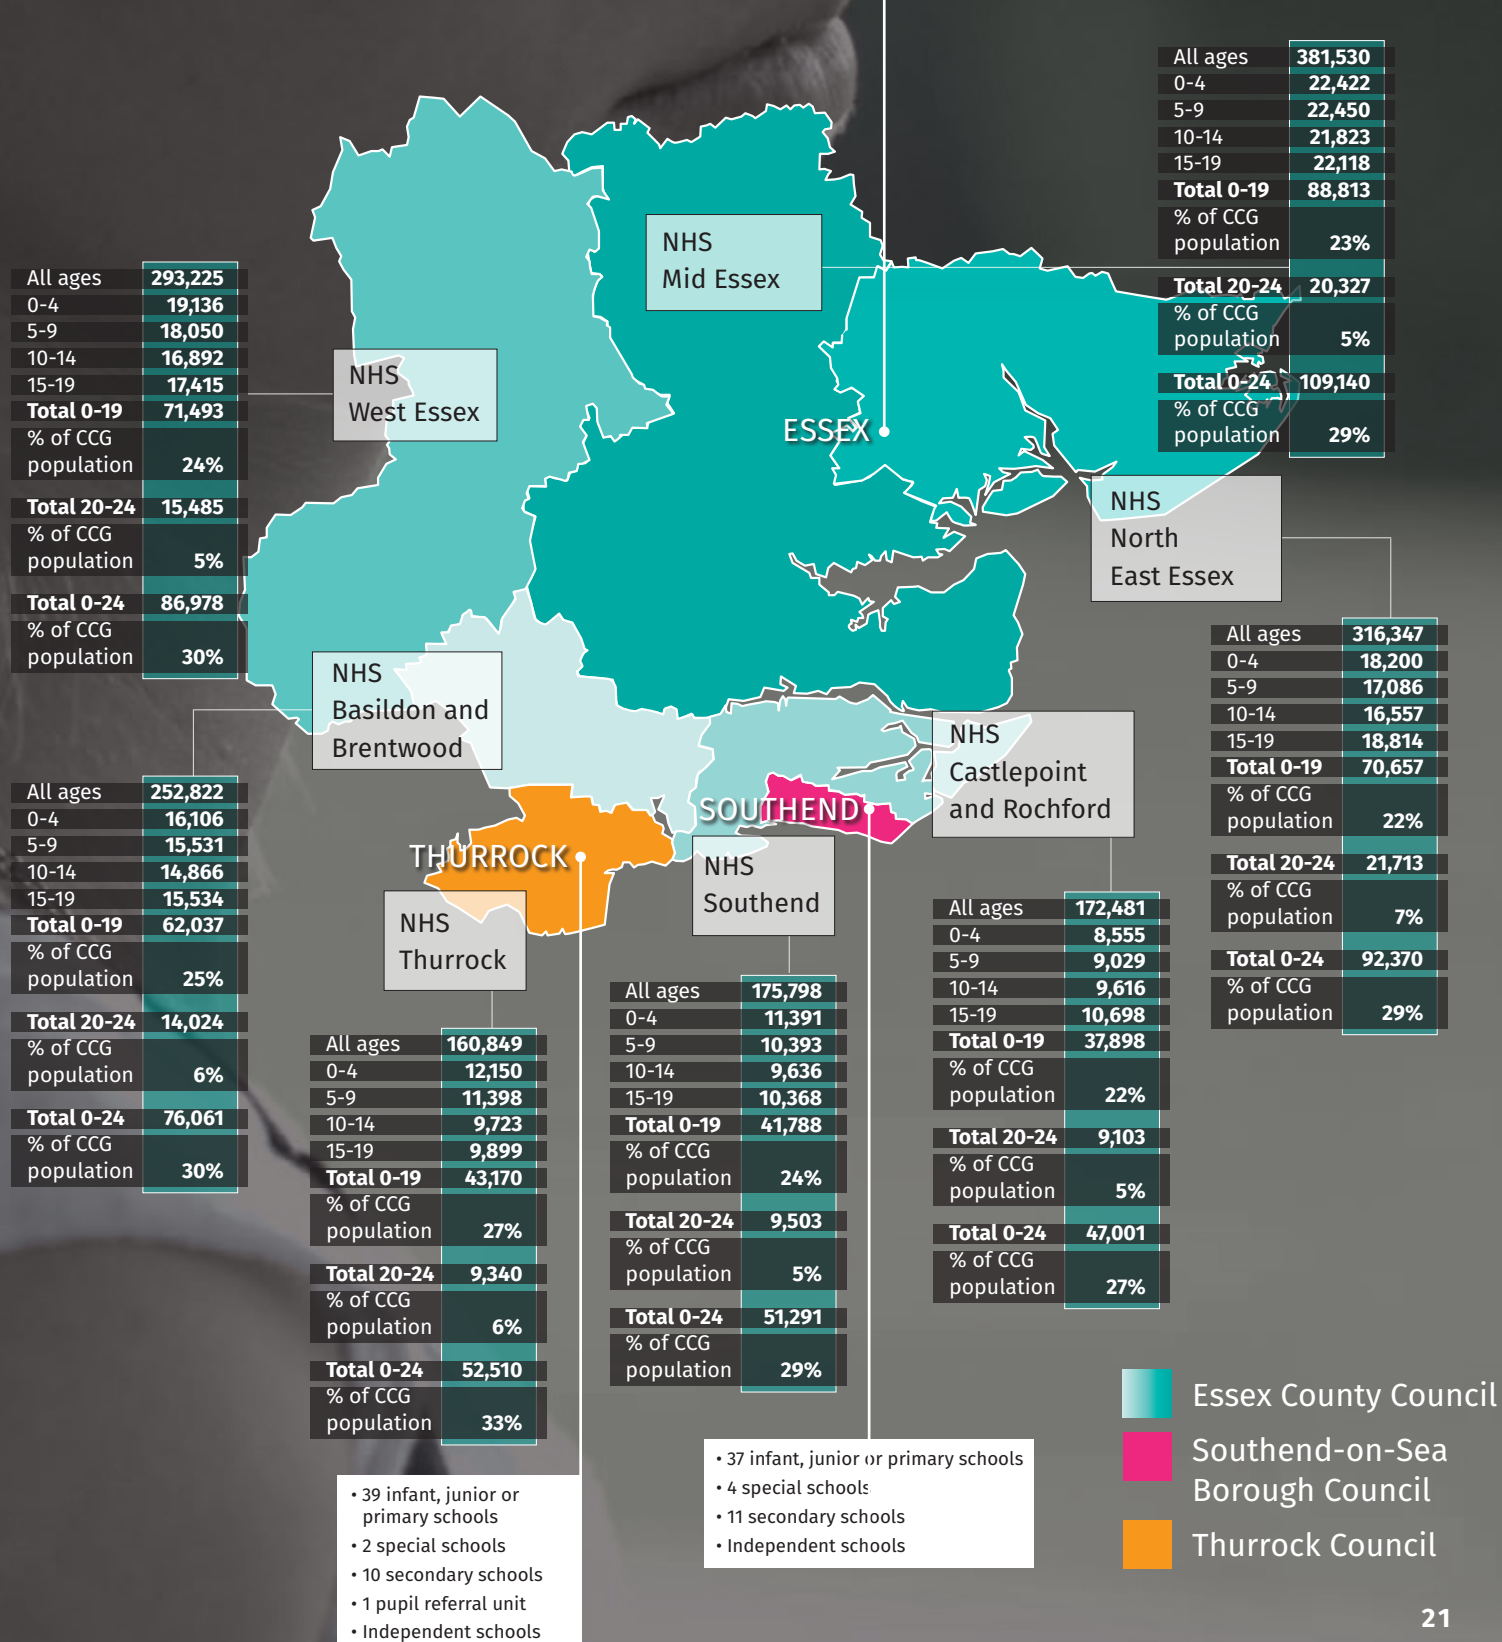 All ages 381,530
0-4 22,422
5-9 22,450
10-14 21,823
15-19 22,118
Total 0-19 88,813
% of CCG
population 23%
Total 20-24 20,327
% of CCG
population 5%
Total 0-24 109,140
% of CCG
population 29%
NHS
Mid Essex
All ages 293,225
0-4 19,136
5-9 18,050
10-14 16,892
15-19 17,415
Total 0-19 71,493
% of CCG
population 24%
Total 20-24 15,485
% of CCG
population 5%
Total 0-24 86,978
% of CCG
population 30%
NHS
West Essex
ESSEX
NHS
North
East Essex
All ages 316,347
0-4 18,200
5-9 17,086
10-14 16,557
15-19 18,814
Total 0-19 70,657
% of CCG
population 22%
Total 20-24 21,713
% of CCG
population 7%
Total 0-24 92,370
% of CCG
population 29%
NHS
Basildon and
Brentwood
All ages 252,822
0-4 16,106
5-9 15,531
10-14 14,866
15-19 15,534
Total 0-19 62,037
% of CCG
population 25%
Total 20-24 14,024
% of CCG
population 6%
Total 0-24 76,061
% of CCG
population 30%
NHS
Castlepoint
and Rochford
SOUTHEND
THURROCK
NHS
Southend
NHS
Thurrock
All ages 172,481
0-4 8,555
5-9 9,029
10-14 9,616
15-19 10,698
Total 0-19 37,898
% of CCG
population 22%
Total 20-24 9,103
% of CCG
population 5%
Total 0-24 47,001
% of CCG
population 27%
All ages 175,798
0-4 11,391
5-9 10,393
10-14 9,636
15-19 10,368
Total 0-19 41,788
% of CCG
population 24%
Total 20-24 9,503
% of CCG
population 5%
Total 0-24 51,291
% of CCG
population 29%
All ages 160,849
0-4 12,150
5-9 11,398
10-14 9,723
15-19 9,899
Total 0-19 43,170
% of CCG
population 27%
Total 20-24 9,340
% of CCG
population 6%
Total 0-24 52,510
% of CCG
population 33%
• 39 infant, junior or
primary schools
• 2 special schools
• 10 secondary schools
• 1 pupil referral unit
• Independent schools
• 37 infant, junior or primary schools
• 4 special schools
• 11 secondary schools
• Independent schools
Essex County Council
Southend-on-Sea
Borough Council
Thurrock Council
21